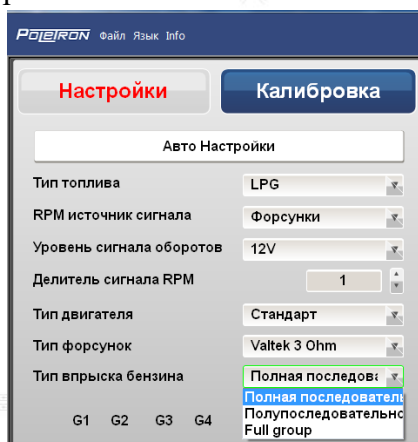 POLETRON Файл Язык Info
Настройки Калибровка
Авто Настройки
Тип топлива LPG
RPM источник сигнала Форсунки
Уровень сигнала оборотов 12V
Делитель сигнала RPM 1
Тип двигателя Стандарт
Тип форсунок Valtek 3 Ohm
Тип впрыска бензина Полная последова
Полная последователь
Полупоследовательно
Full group
G1 G2 G3 G4